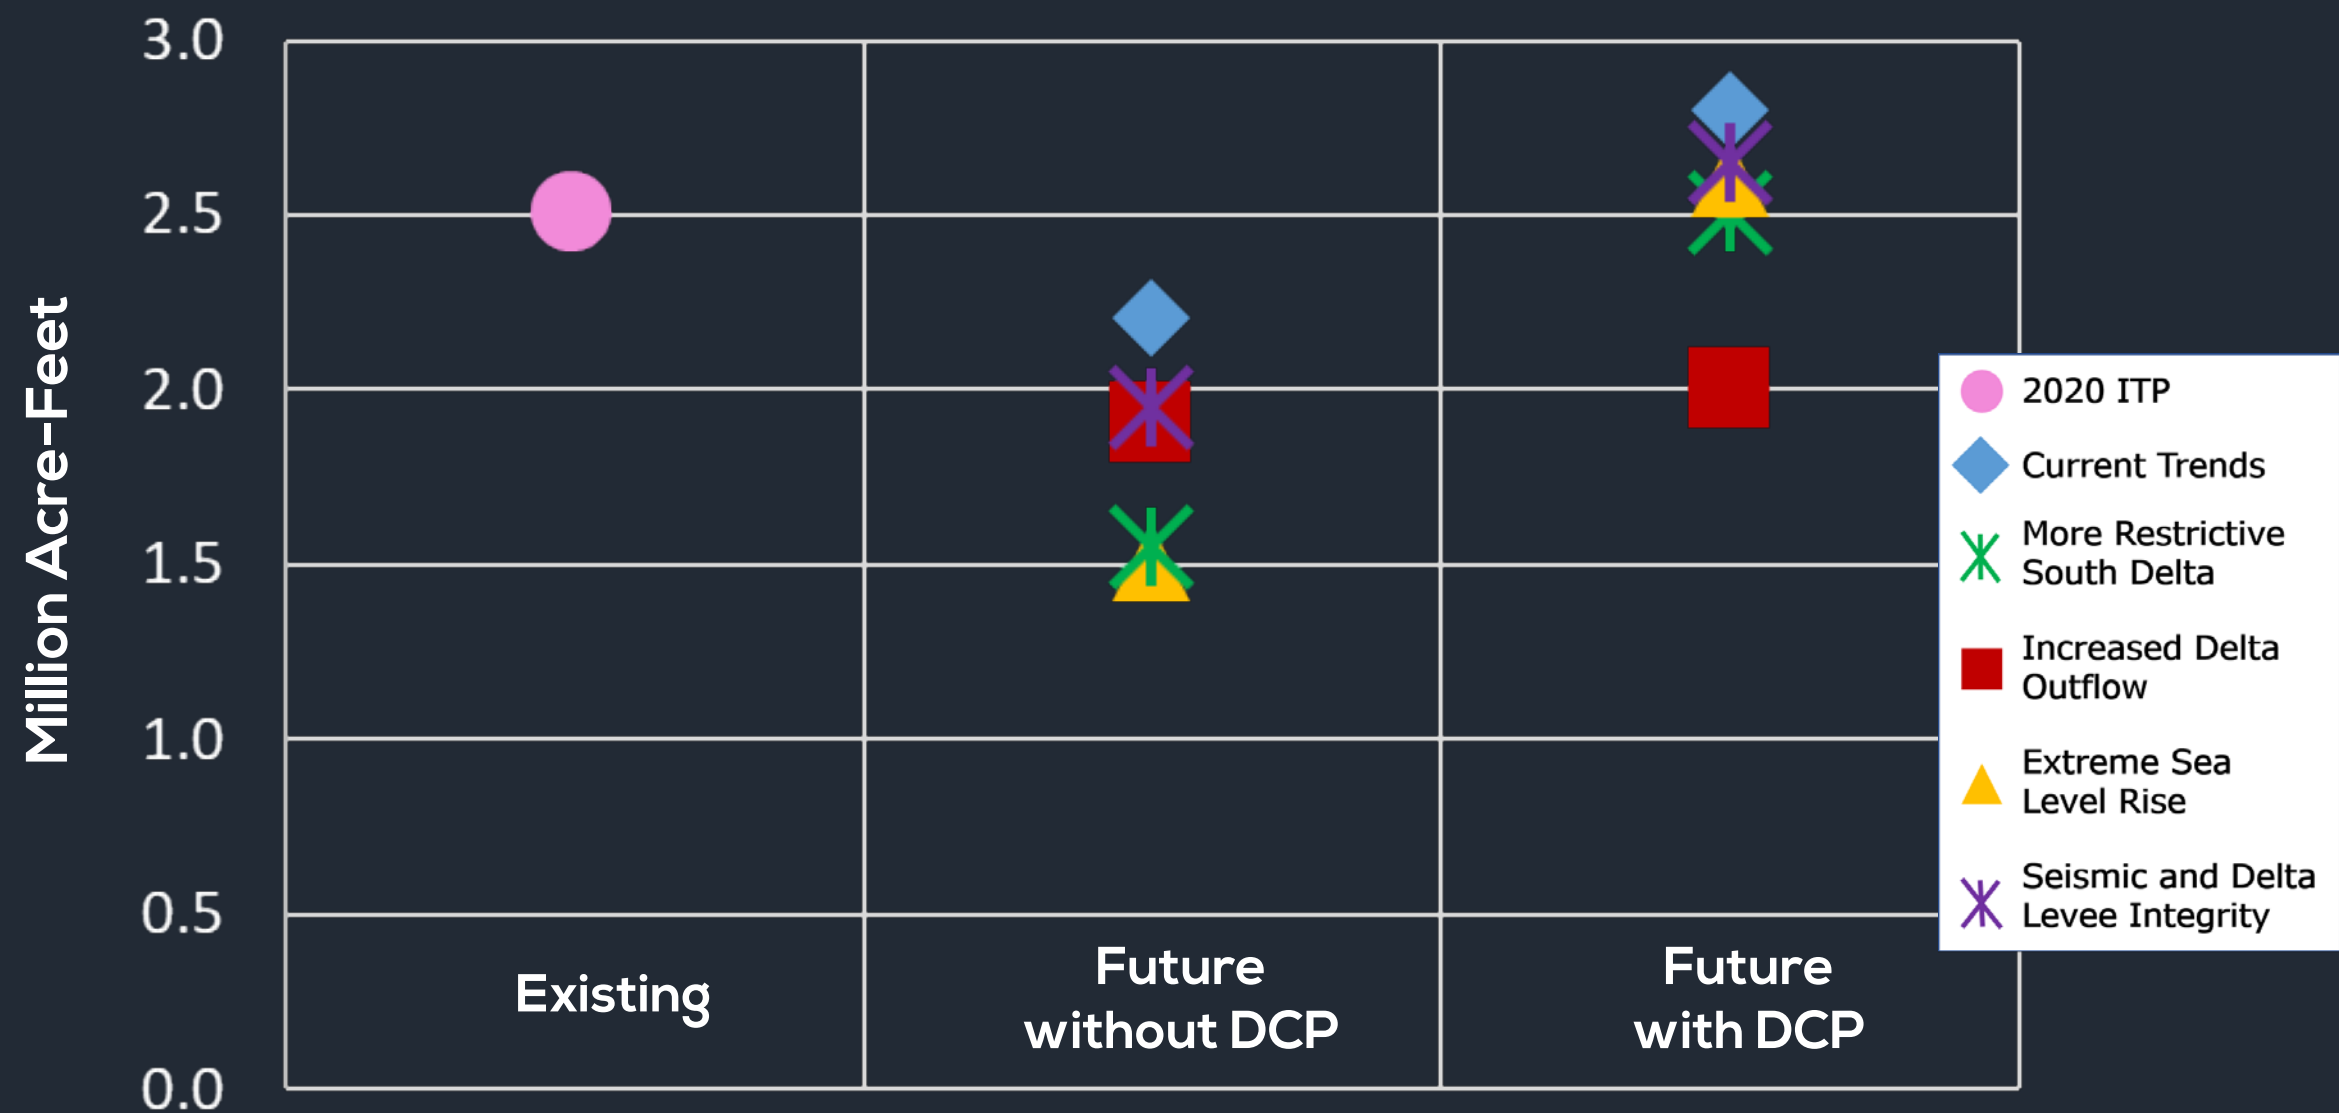 3.0
2.5
2.0
1.5
1.0
0.5
0.0
Million Acre-Feet
Existing
Future
without DCP
Future
with DCP
2020 ITP
Current Trends
More Restrictive
South Delta
Increased Delta
Outflow
Extreme Sea
Level Rise
Seismic and Delta
Levee Integrity